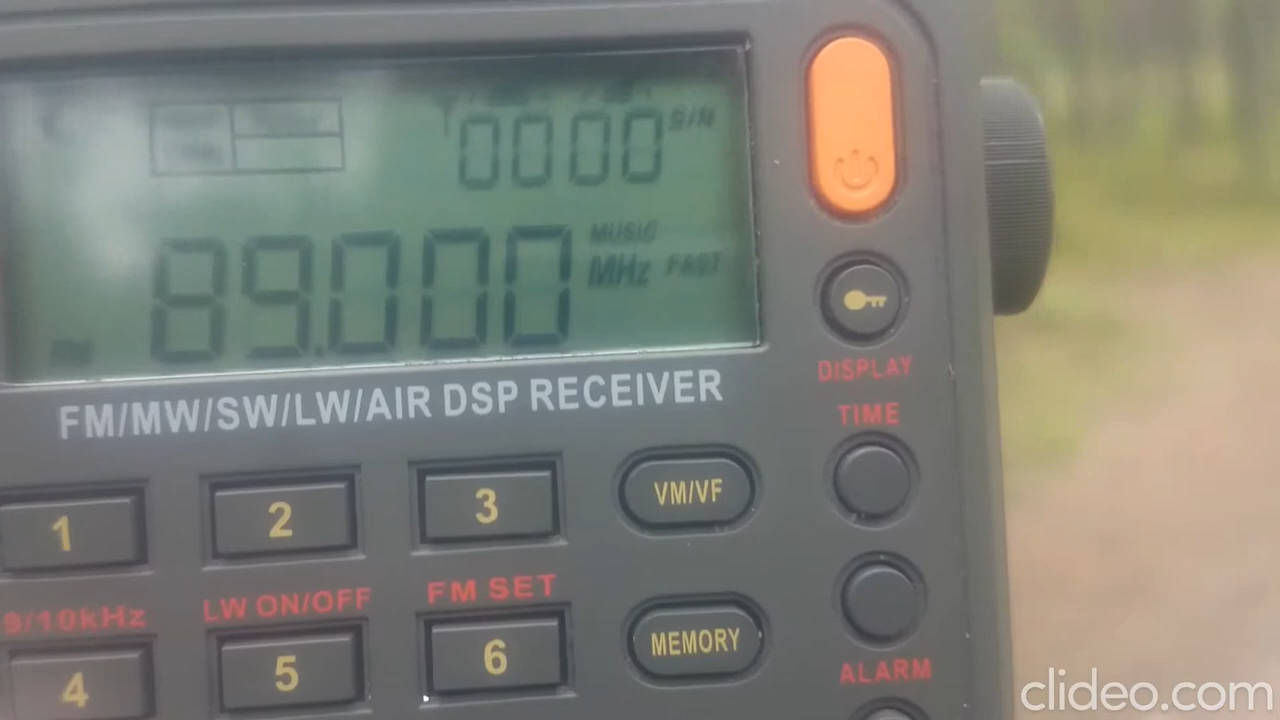 0000 S/N
MUSIC
89.000 MHz FAST
FM/MW/SW/LW/AIR DSP RECEIVER
DISPLAY
TIME
1 2 3 VM/VF
9/10kHz LW ON/OFF FM SET
4 5 6 MEMORY
ALARM
clideo.com